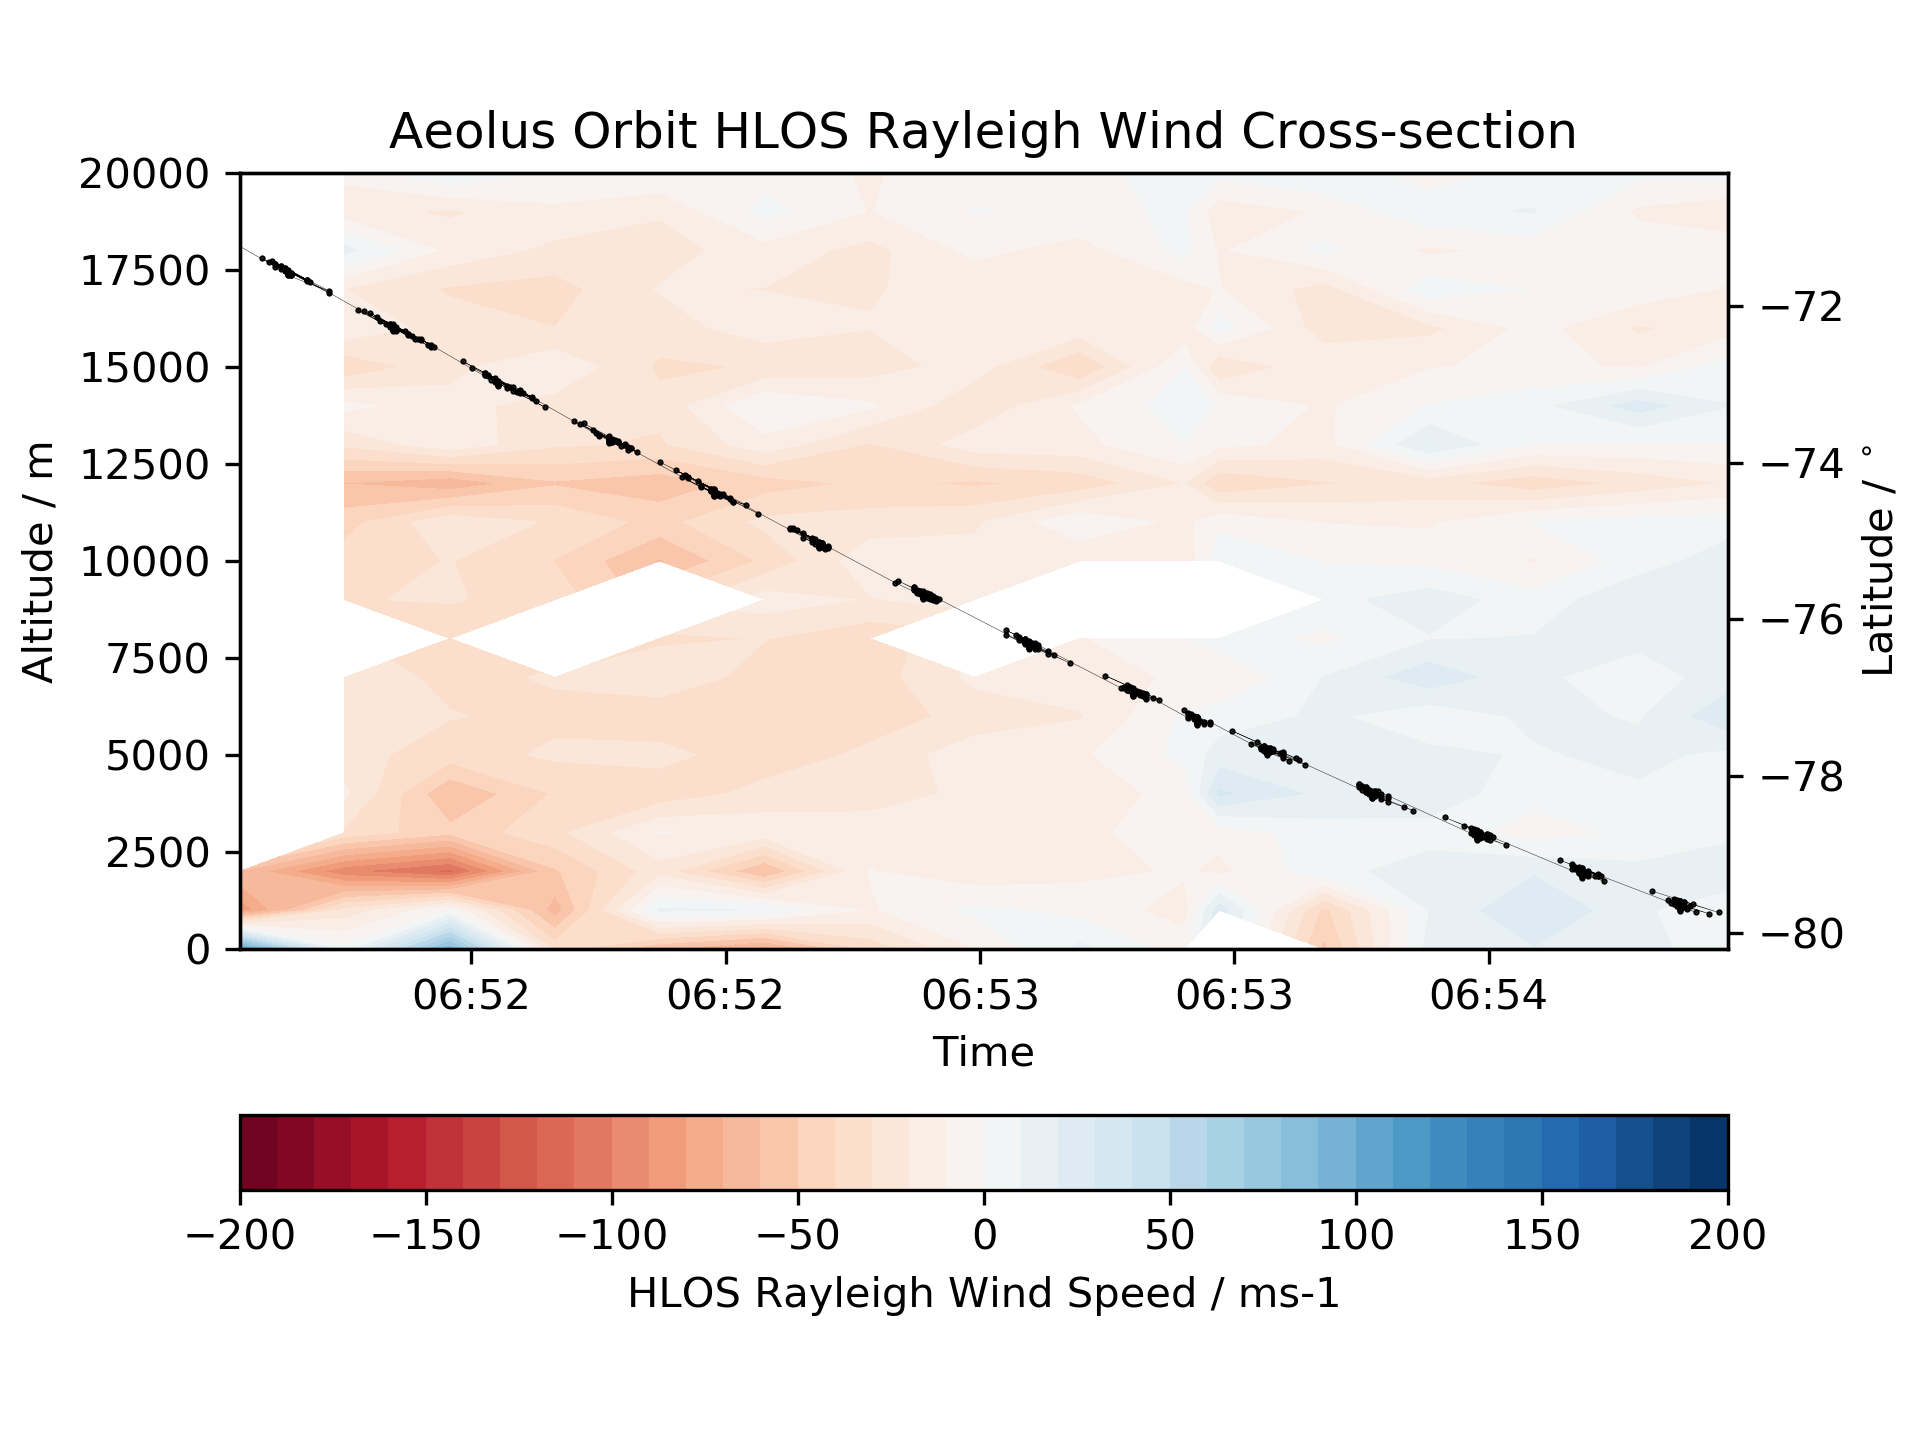 Aeolus Orbit HLOS Rayleigh Wind Cross-section
20000
17500
15000
12500
10000
7500
5000
2500
0
Altitude / m
−72
−74
−76
−78
−80
Latitude / °
06:52 06:52 06:53 06:53 06:54
Time
−200 −150 −100 −50 0 50 100 150 200
HLOS Rayleigh Wind Speed / ms-1